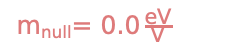 m_null = 0.0 eV/V